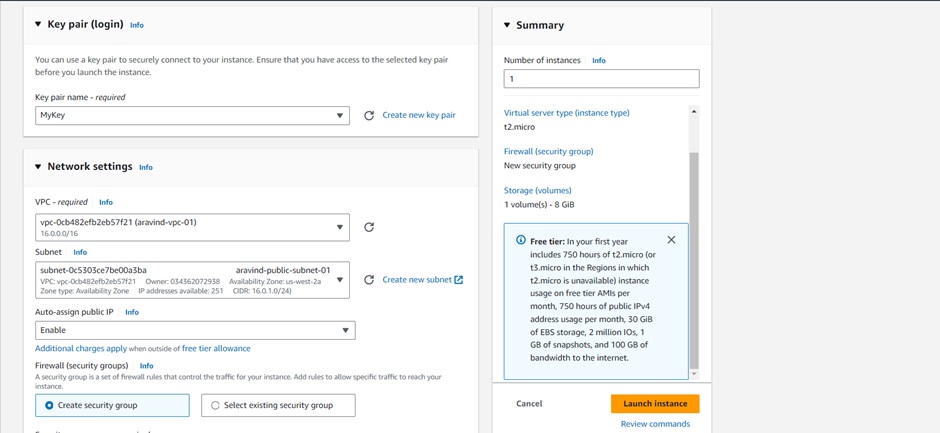 Key pair (login) Info
You can use a key pair to securely connect to your instance. Ensure that you have access to the selected key pair
before you launch the instance.
Key pair name - required
MyKey
Create new key pair
Network settings Info
VPC - required Info
vpc-0cb482efb2eb57f21 (aravind-vpc-01)
16.0.0.0/16
Subnet Info
subnet-0c5303ce7be00a3ba aravind-public-subnet-01
VPC: vpc-0cb482efb2eb57f21 Owner: 034362072938 Availability Zone: us-west-2a
Zone type: Availability Zone IP addresses available: 251 CIDR: 16.0.1.0/24)
Create new subnet
Auto-assign public IP Info
Enable
Additional charges apply when outside of free tier allowance
Firewall (security groups) Info
A security group is a set of firewall rules that control the traffic for your instance. Add rules to allow specific traffic to reach your
instance.
Create security group
Select existing security group
Summary
Number of instances Info
1
Virtual server type (instance type)
t2.micro
Firewall (security group)
New security group
Storage (volumes)
1 volume(s) - 8 GiB
Free tier: In your first year
includes 750 hours of t2.micro (or
t3.micro in the Regions in which
t2.micro is unavailable) instance
usage on free tier AMIs per
month, 750 hours of public IPv4
address usage per month, 30 GiB
of EBS storage, 2 million IOs, 1
GB of snapshots, and 100 GB of
bandwidth to the internet.
Cancel
Launch instance
Review commands